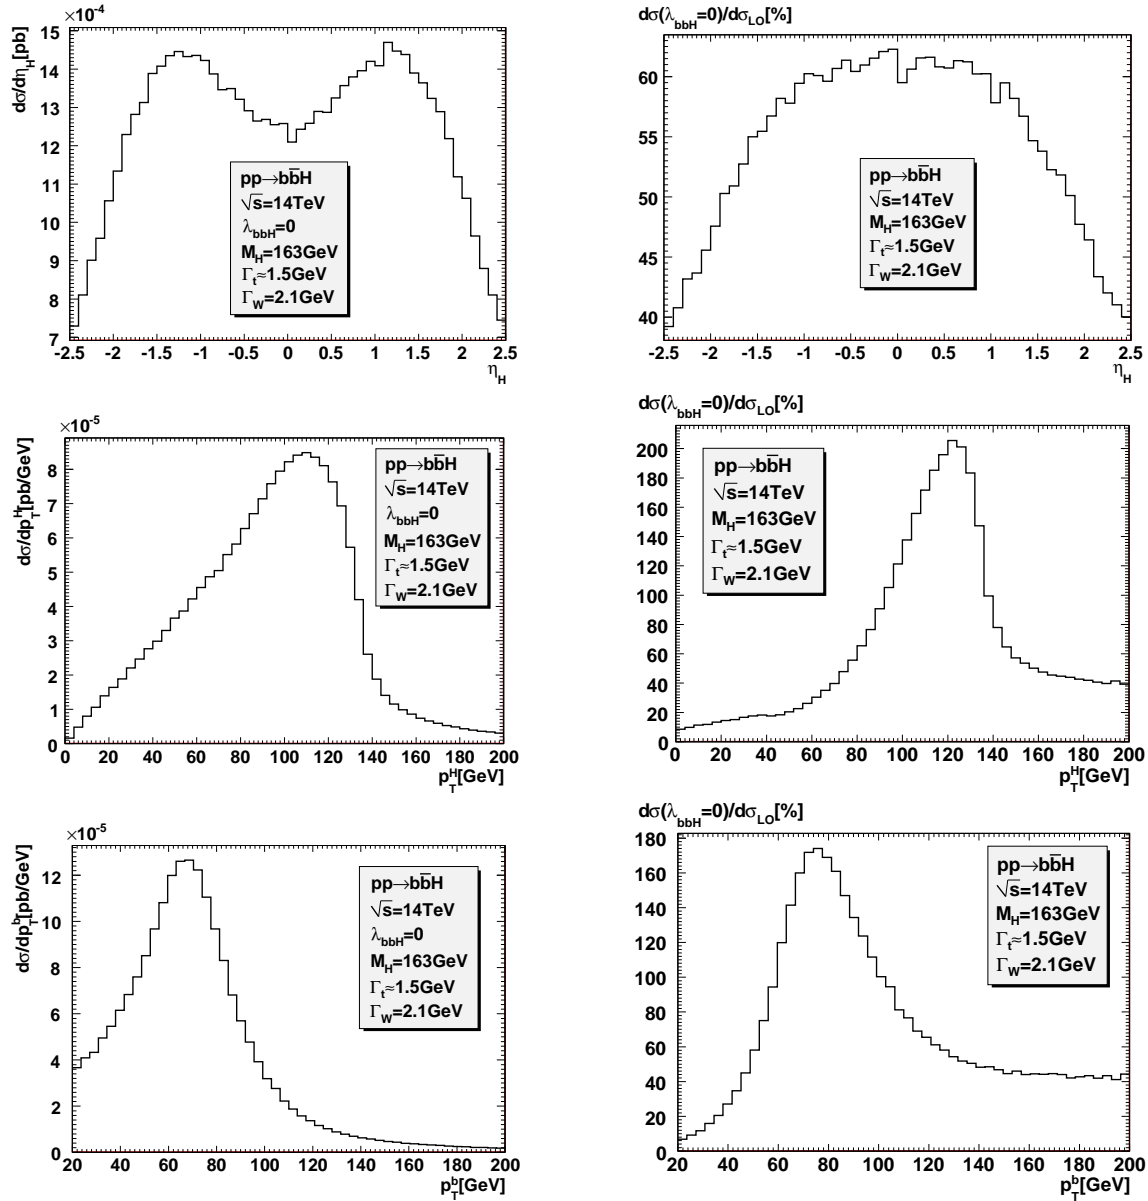 ×10⁻⁴
dσ/dη_H[pb]
15
14
13
12
11
10
9
8
7
-2.5 -2 -1.5 -1 -0.5 0 0.5 1 1.5 2 2.5
η_H
pp→bb̅H
√s=14TeV
λ_bbH=0
M_H=163GeV
Γ_t≈1.5GeV
Γ_W=2.1GeV
dσ(λ_bbH=0)/dσ_LO[%]
60
55
50
45
40
-2.5 -2 -1.5 -1 -0.5 0 0.5 1 1.5 2 2.5
η_H
pp→bb̅H
√s=14TeV
M_H=163GeV
Γ_t≈1.5GeV
Γ_W=2.1GeV
×10⁻⁵
dσ/dp_T^H[pb/GeV]
8
7
6
5
4
3
2
1
0
0 20 40 60 80 100 120 140 160 180 200
p_T^H[GeV]
pp→bb̅H
√s=14TeV
λ_bbH=0
M_H=163GeV
Γ_t≈1.5GeV
Γ_W=2.1GeV
dσ(λ_bbH=0)/dσ_LO[%]
200
180
160
140
120
100
80
60
40
20
0
0 20 40 60 80 100 120 140 160 180 200
p_T^H[GeV]
pp→bb̅H
√s=14TeV
M_H=163GeV
Γ_t≈1.5GeV
Γ_W=2.1GeV
×10⁻⁵
dσ/dp_T^b[pb/GeV]
12
10
8
6
4
2
0
20 40 60 80 100 120 140 160 180 200
p_T^b[GeV]
pp→bb̅H
√s=14TeV
λ_bbH=0
M_H=163GeV
Γ_t≈1.5GeV
Γ_W=2.1GeV
dσ(λ_bbH=0)/dσ_LO[%]
180
160
140
120
100
80
60
40
20
0
20 40 60 80 100 120 140 160 180 200
p_T^b[GeV]
pp→bb̅H
√s=14TeV
M_H=163GeV
Γ_t≈1.5GeV
Γ_W=2.1GeV